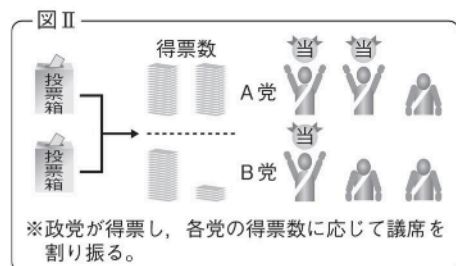 図Ⅱ
得票数
投票箱
投票箱
当
当
A党
当
B党
※政党が得票し，各党の得票数に応じて議席を
割り振る。